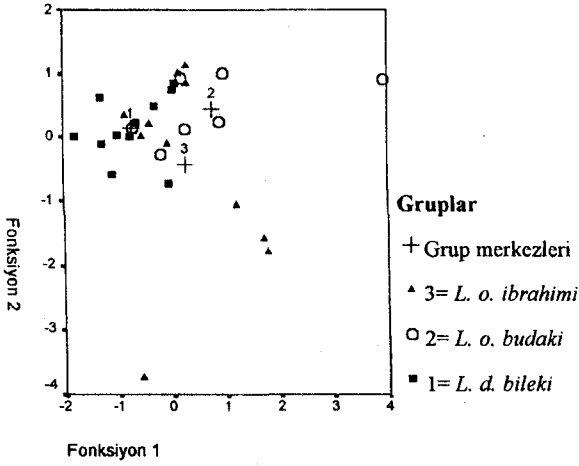 2
1
0
-1
-2
-3
-4
-2
-1
0
1
2
3
4
1
2
3
Fonksiyon 2
Fonksiyon 1
Gruplar
Grup merkezleri
3= L. o. ibrahimi
2= L. o. budaki
1= L. d. bileki